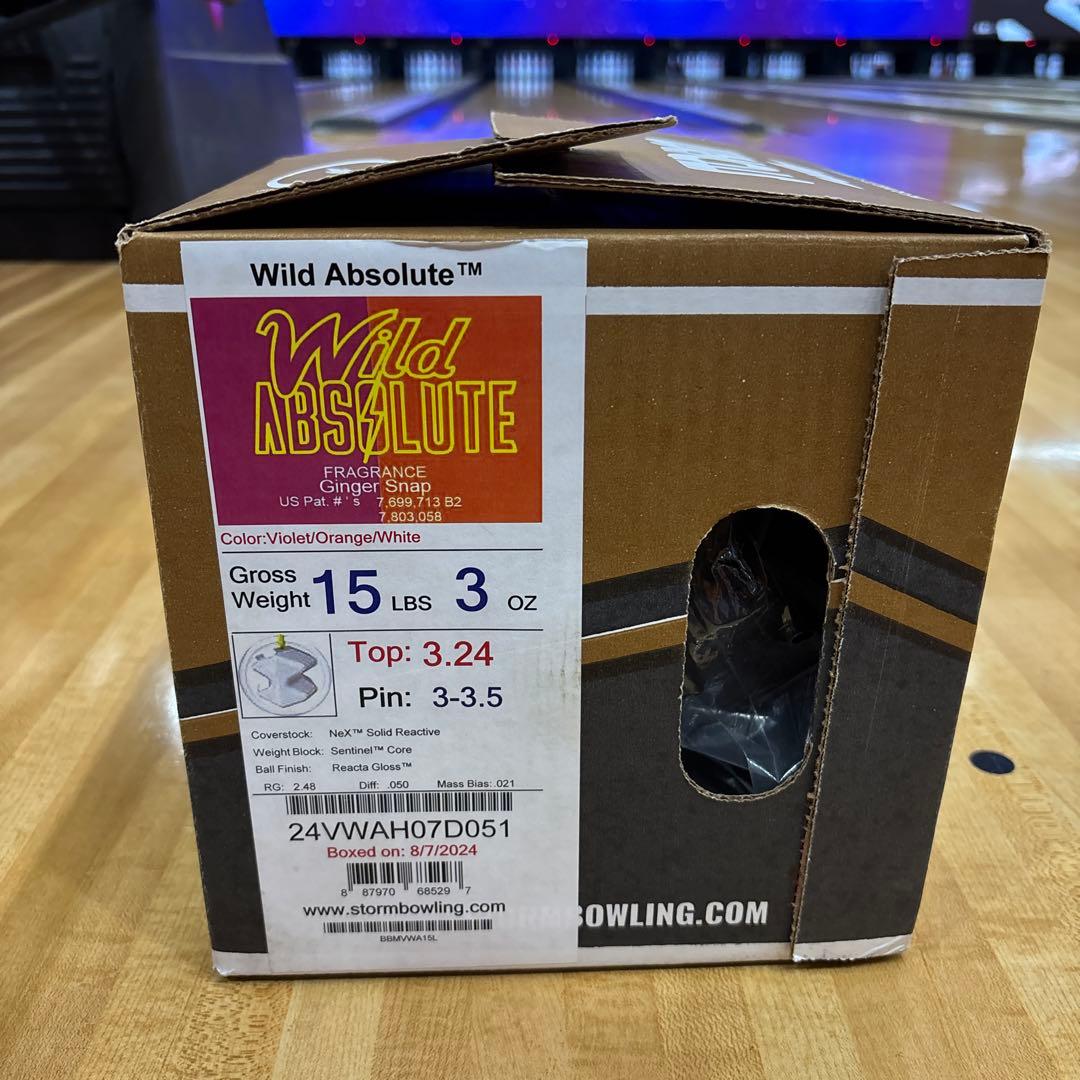 Wild Absolute™
Wild
ABSOLUTE
FRAGRANCE
Ginger Snap
US Pat. #'s 7,699,713 B2
7,803,058
Color:Violet/Orange/White
Gross Weight 15 LBS 3 OZ
Top: 3.24
Pin: 3-3.5
Coverstock: NeX™ Solid Reactive
Weight Block: Sentinel™ Core
Ball Finish: Reacta Gloss™
RG: 2.48 Diff: .050 Mass Bias: .021
24VWAH07D051
Boxed on: 8/7/2024
8 87970 68529 7
www.stormbowling.com
BBMVWA15L
BOWLING.COM